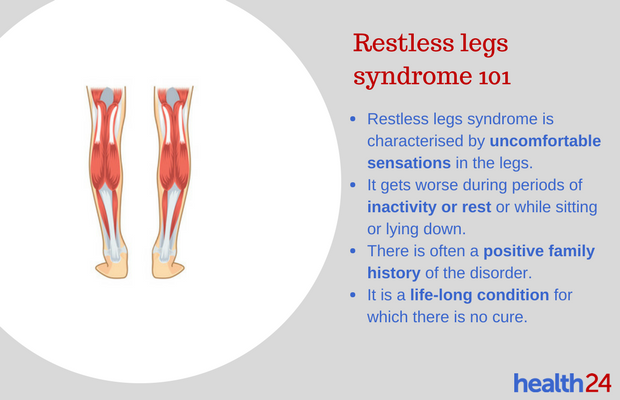 Restless legs
syndrome 101
• Restless legs syndrome is
characterised by uncomfortable
sensations in the legs.
• It gets worse during periods of
inactivity or rest or while sitting
or lying down.
• There is often a positive family
history of the disorder.
• It is a life-long condition for
which there is no cure.
health24